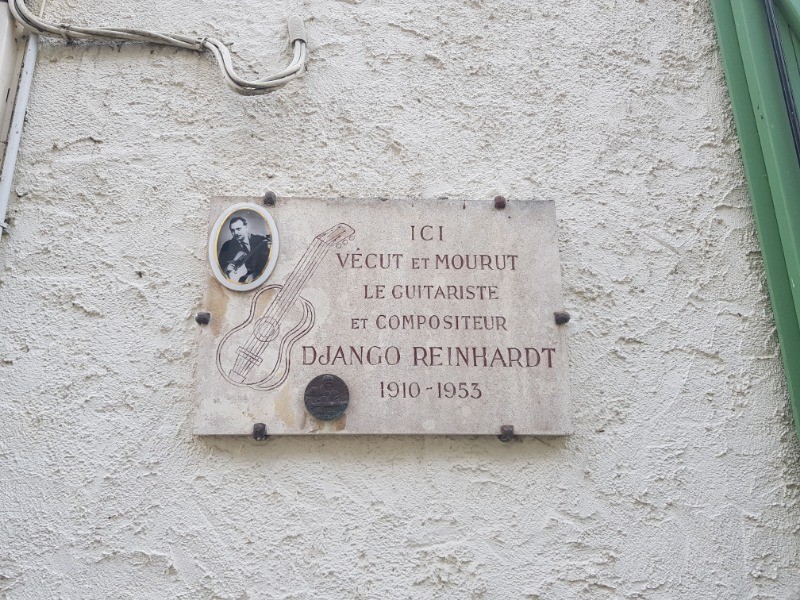 ICI
VÉCUT ET MOURUT
LE GUITARISTE
ET COMPOSITEUR
DJANGO REINHARDT
1910-1953